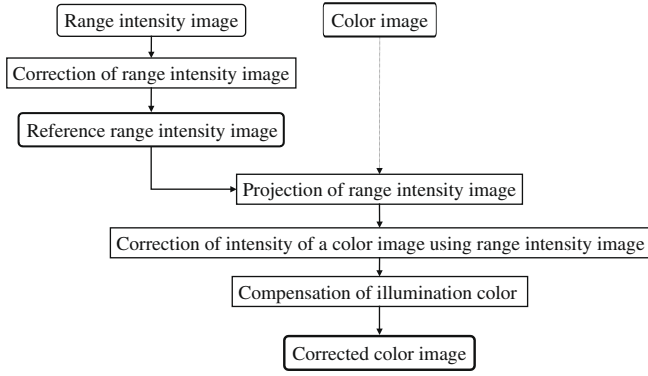 Range intensity image
Color image
Correction of range intensity image
Reference range intensity image
Projection of range intensity image
Correction of intensity of a color image using range intensity image
Compensation of illumination color
Corrected color image